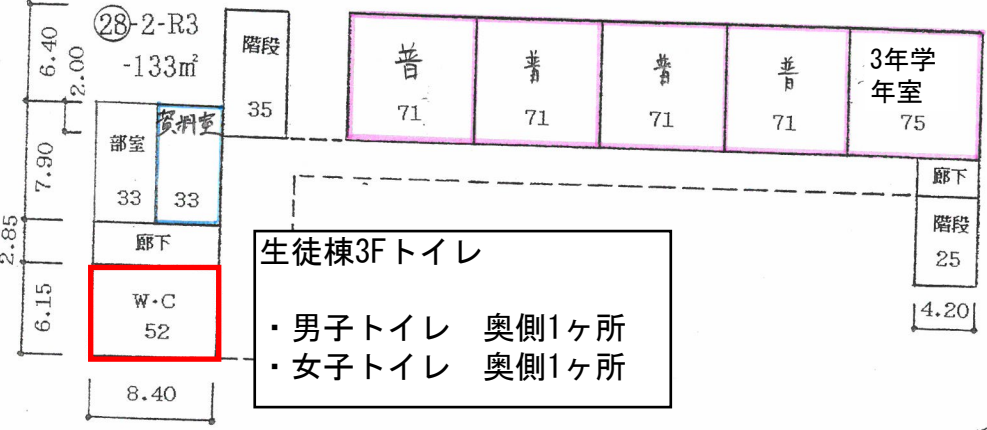 6.40
2.00
7.90
2.85
6.15
㉘-2-R3
-133㎡
階段
35
普
71
普
71
普
71
普
71
3年学
年室
75
部室
33
資料室
33
廊下
W・C
52
8.40
廊下
階段
25
4.20
生徒棟3Fトイレ
・男子トイレ 奥側1ヶ所
・女子トイレ 奥側1ヶ所